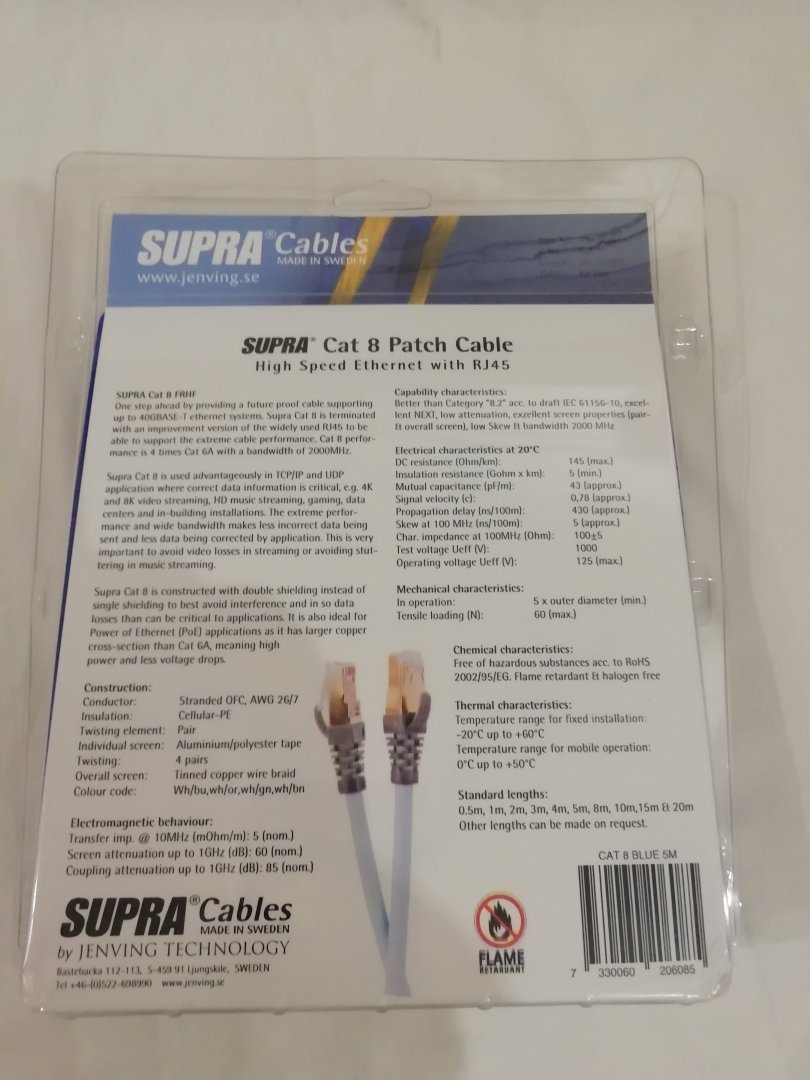 SUPRA® Cables
MADE IN SWEDEN
www.jenving.se
SUPRA® Cat 8 Patch Cable
High Speed Ethernet with RJ45
SUPRA Cat 8 FRHF
One step ahead by providing a future proof cable supporting
up to 40GBASE-T ethernet systems. Supra Cat 8 is terminated
with an improvement version of the widely used RJ45 to be
able to support the extreme cable performance. Cat 8 perfor-
mance is 4 times Cat 6A with a bandwidth of 2000MHz.
Supra Cat 8 is used advantageously in TCP/IP and UDP
application where correct data information is critical, e.g. 4K
and 8K video streaming, HD music streaming, gaming, data
centers and in-building installations. The extreme perfor-
mance and wide bandwidth makes less incorrect data being
sent and less data being corrected by application. This is very
important to avoid video losses in streaming or avoiding stut-
tering in music streaming.
Supra Cat 8 is constructed with double shielding instead of
single shielding to best avoid interference and in so data
losses than can be critical to applications. It is also ideal for
Power of Ethernet (PoE) applications as it has larger copper
cross-section than Cat 6A, meaning high
power and less voltage drops.
Construction:
Conductor: Stranded OFC, AWG 26/7
Insulation: Cellular-PE
Twisting element: Pair
Individual screen: Aluminium/polyester tape
Twisting: 4 pairs
Overall screen: Tinned copper wire braid
Colour code: Wh/bu,wh/or,wh/gn,wh/bn
Electromagnetic behaviour:
Transfer imp. @ 10MHz (mOhm/m): 5 (nom.)
Screen attenuation up to 1GHz (dB): 60 (nom.)
Coupling attenuation up to 1GHz (dB): 85 (nom.)
SUPRA® Cables
MADE IN SWEDEN
by JENVING TECHNOLOGY
Bastebacka 112-113, S-459 91 Ljungskile, SWEDEN
Tel +46-(0)522-698990 www.jenving.se
Capability characteristics:
Better than Category "8.2" acc. to draft IEC 61156-10, excel-
lent NEXT, low attenuation, exzellent screen properties (pair-
& overall screen), low Skew & bandwidth 2000 MHz
Electrical characteristics at 20°C
DC resistance (Ohm/km): 145 (max.)
Insulation resistance (Gohm x km): 5 (min.)
Mutual capacitance (pF/m): 43 (approx.)
Signal velocity (c): 0,78 (approx.)
Propagation delay (ns/100m): 430 (approx.)
Skew at 100 MHz (ns/100m): 5 (approx.)
Char. impedance at 100MHz (Ohm): 100±5
Test voltage Ueff (V): 1000
Operating voltage Ueff (V): 125 (max.)
Mechanical characteristics:
In operation: 5 x outer diameter (min.)
Tensile loading (N): 60 (max.)
Chemical characteristics:
Free of hazardous substances acc. to RoHS
2002/95/EG. Flame retardant & halogen free
Thermal characteristics:
Temperature range for fixed installation:
-20°C up to +60°C
Temperature range for mobile operation:
0°C up to +50°C
Standard lengths:
0.5m, 1m, 2m, 3m, 4m, 5m, 8m, 10m,15m & 20m
Other lengths can be made on request.
CAT 8 BLUE 5M
7 330060 206085
FLAME
RETARDANT